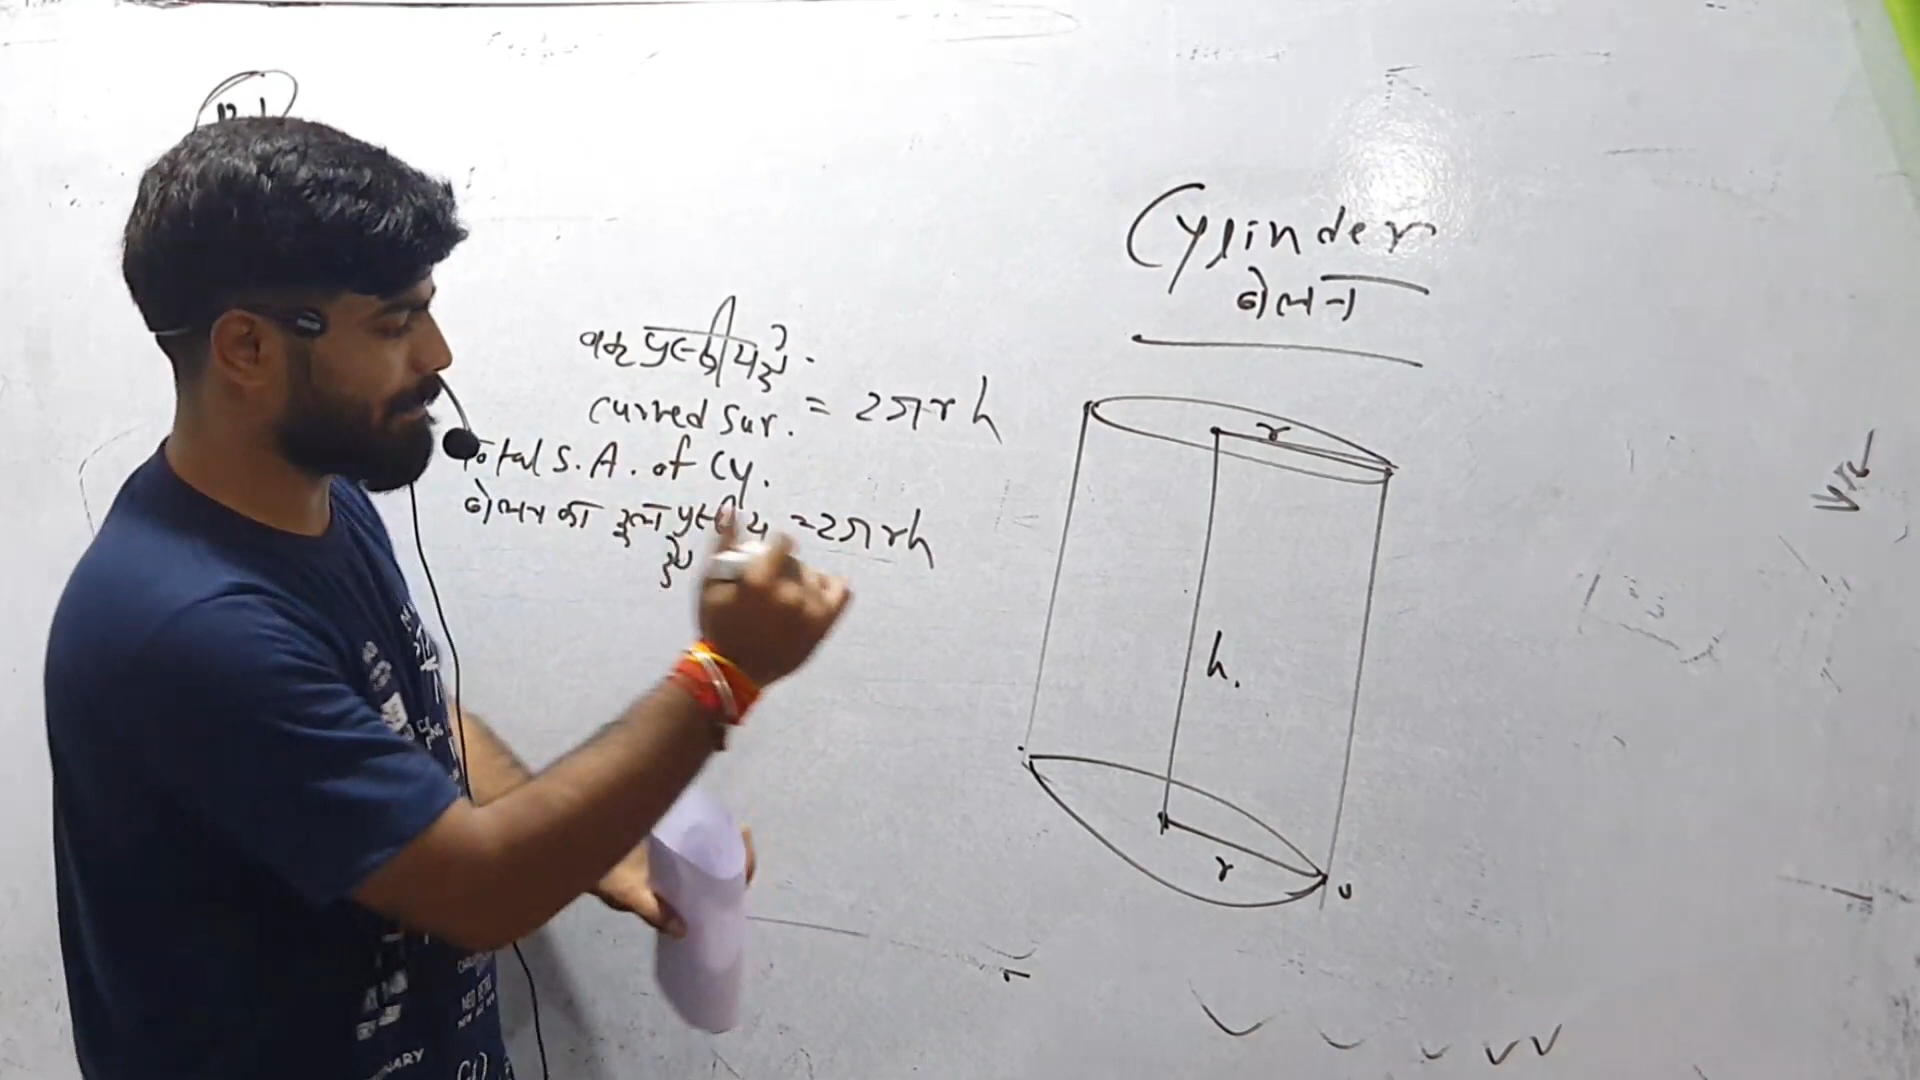 Cylinder
बेलन
वक्र पृष्ठीय क्षे.
curved Sur. = 2πrh
Total S.A. of Cy.
बेलन का कुल पृष्ठीय = 2πrh
क्षे
r
h.
r